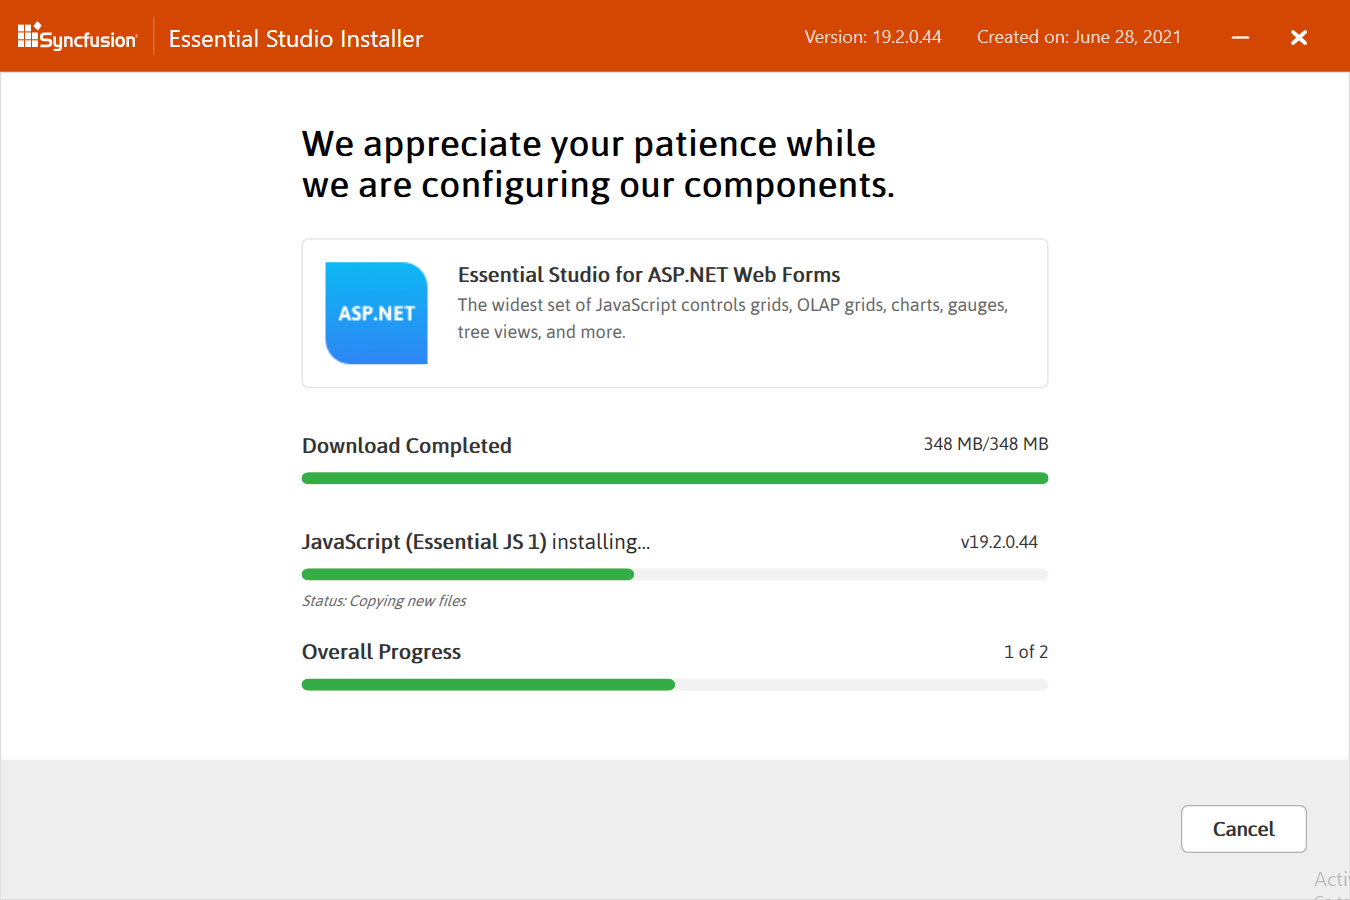 Syncfusion
Essential Studio Installer
Version: 19.2.0.44
Created on: June 28, 2021
We appreciate your patience while
we are configuring our components.
ASP.NET
Essential Studio for ASP.NET Web Forms
The widest set of JavaScript controls grids, OLAP grids, charts, gauges,
tree views, and more.
Download Completed
348 MB/348 MB
JavaScript (Essential JS 1) installing...
v19.2.0.44
Status: Copying new files
Overall Progress
1 of 2
Cancel